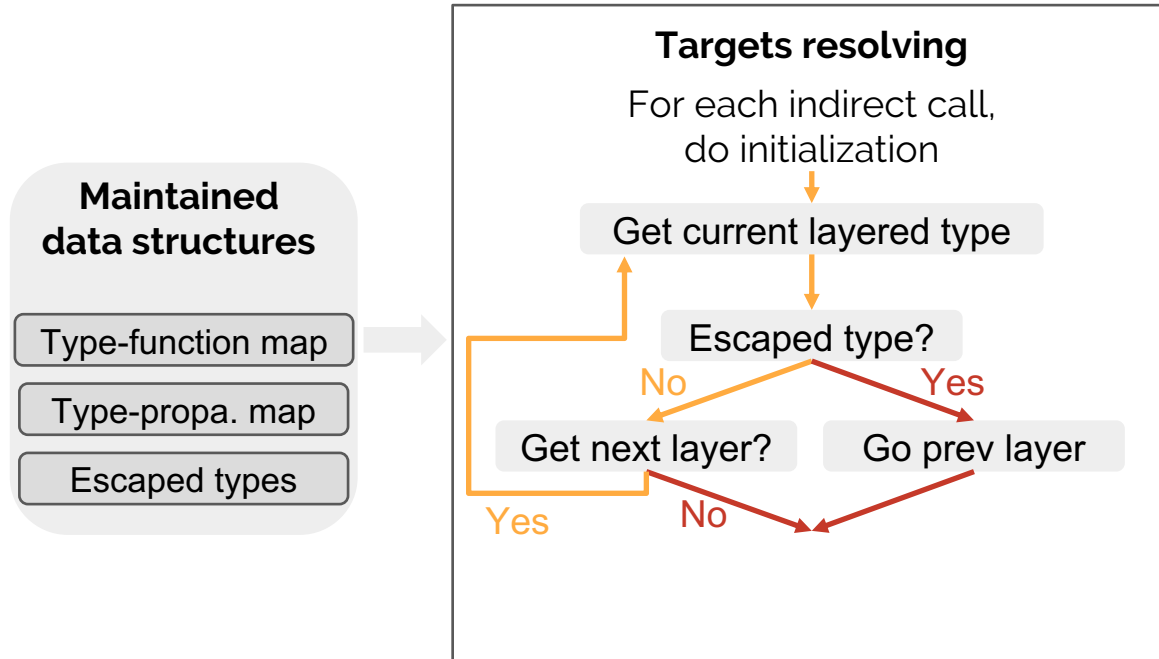 Maintained
data structures
Type-function map
Type-propa. map
Escaped types
Targets resolving
For each indirect call,
do initialization
Get current layered type
Escaped type?
No
Yes
Get next layer?
Go prev layer
Yes
No